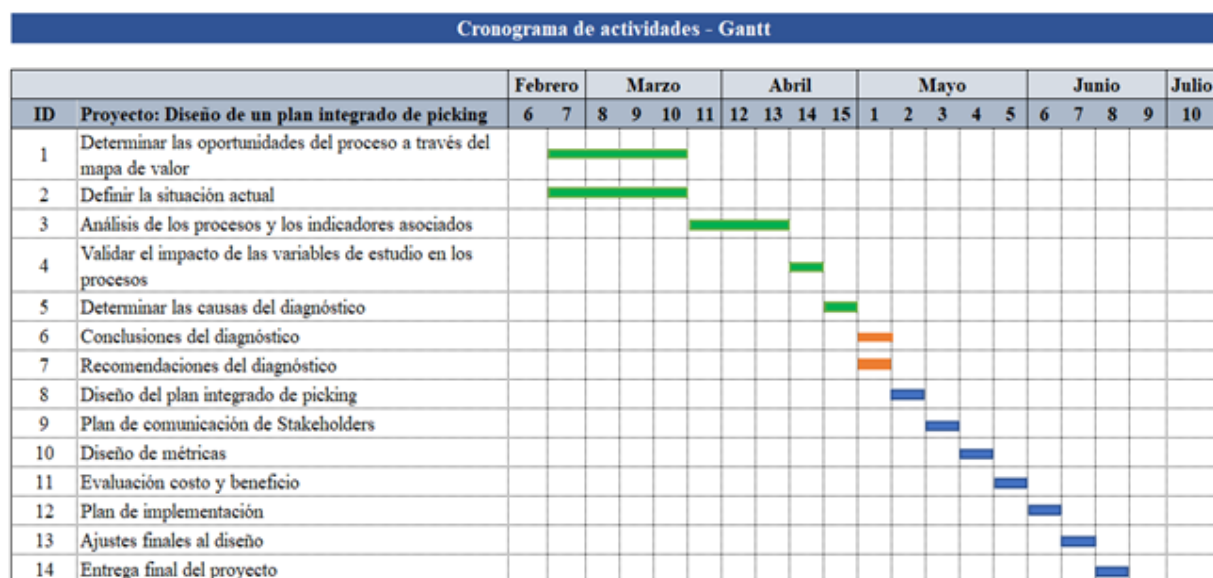 Cronograma de actividades - Gantt
Febrero Marzo Abril Mayo Junio Julio
ID Proyecto: Diseño de un plan integrado de picking 6 7 8 9 10 11 12 13 14 15 1 2 3 4 5 6 7 8 9 10
1 Determinar las oportunidades del proceso a través del
mapa de valor
2 Definir la situación actual
3 Análisis de los procesos y los indicadores asociados
4 Validar el impacto de las variables de estudio en los
procesos
5 Determinar las causas del diagnóstico
6 Conclusiones del diagnóstico
7 Recomendaciones del diagnóstico
8 Diseño del plan integrado de picking
9 Plan de comunicación de Stakeholders
10 Diseño de métricas
11 Evaluación costo y beneficio
12 Plan de implementación
13 Ajustes finales al diseño
14 Entrega final del proyecto